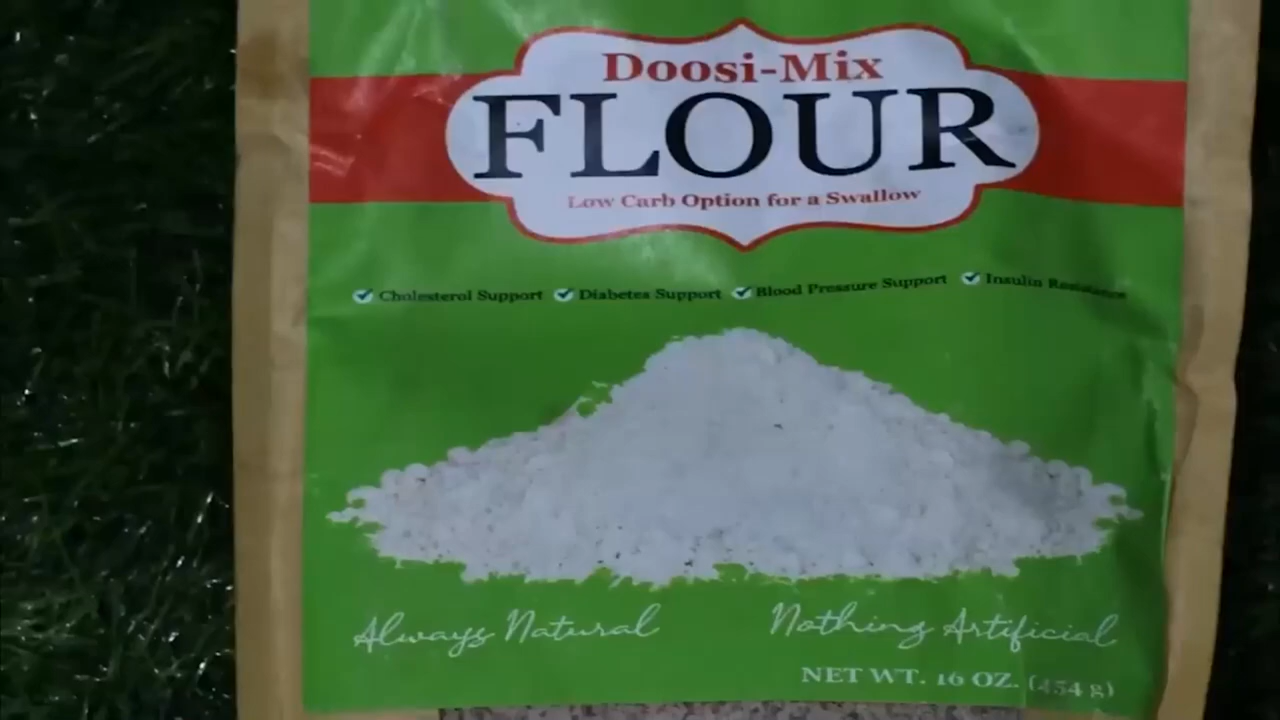 Doosi-Mix
FLOUR
Low Carb Option for a Swallow
Cholesterol Support Diabetes Support Blood Pressure Support Insulin Resistance
Always Natural Nothing Artificial
NET WT. 16 OZ. (454 g)